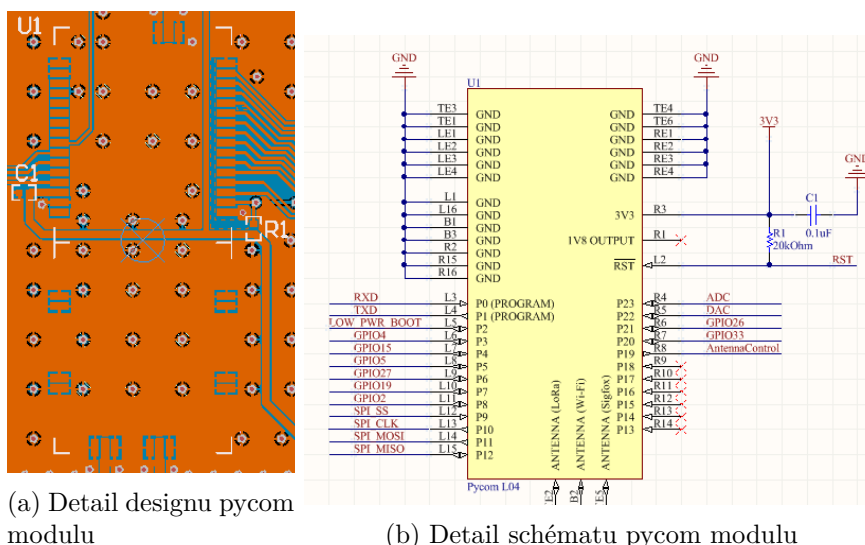 U1
C1
R1
(a) Detail designu pycom
modulu
GND
GND
U1
TE3 GND GND TE4
TE1 GND GND TE6
LE1 GND GND RE1
LE2 GND GND RE2
LE3 GND GND RE3
LE4 GND GND RE4
3V3
GND
L1 GND
L16 GND
B1 GND
B3 GND
R2 GND
R15 GND
R16 GND
3V3 R3
1V8 OUTPUT R1
RST L2
C1
0.1uF
R1
20kOhm
RST
RXD L3 P0 (PROGRAM) P23 R4 ADC
TXD L4 P1 (PROGRAM) P22 R5 DAC
LOW_PWR_BOOT L5 P2 P21 R6 GPIO26
GPIO4 L6 P3 P20 R7 GPIO33
GPIO15 L7 P4 P19 R8 AntennaControl
GPIO5 L8 P5 P18 R9
GPIO27 L9 P6 P17 R10
GPIO19 L10 P7 P16 R11
GPIO2 L11 P8 P15 R12
SPI_SS L12 P9 P14 R13
SPI_CLK L13 P10 P13 R14
SPI_MOSI L14 P11
SPI_MISO L15 P12
ANTENNA (LoRa)
ANTENNA (Wi-Fi)
ANTENNA (Sigfox)
TE2
B2
TE5
Pycom L04
(b) Detail schématu pycom modulu